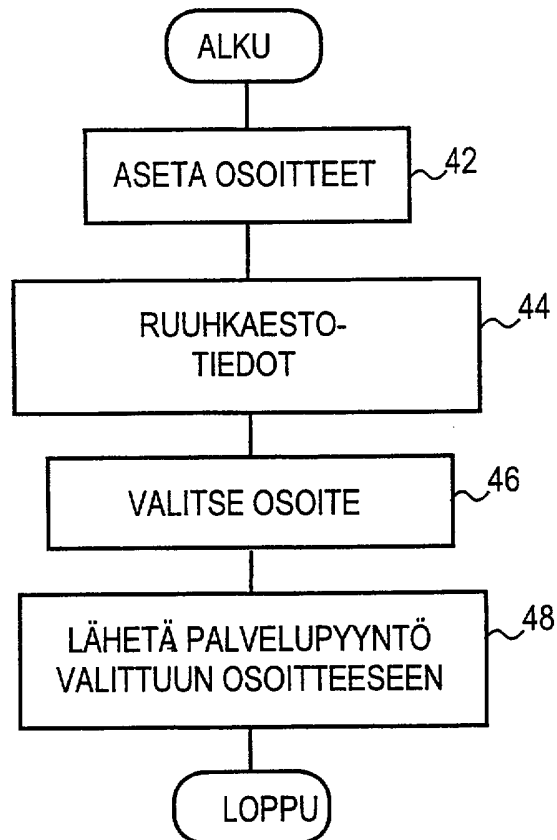 ALKU
ASETA OSOITTEET
42
RUUHKAESTO-
TIEDOT
44
VALITSE OSOITE
46
LÄHETÄ PALVELUPYYNTÖ
VALITTUUN OSOITTEESEEN
48
LOPPU